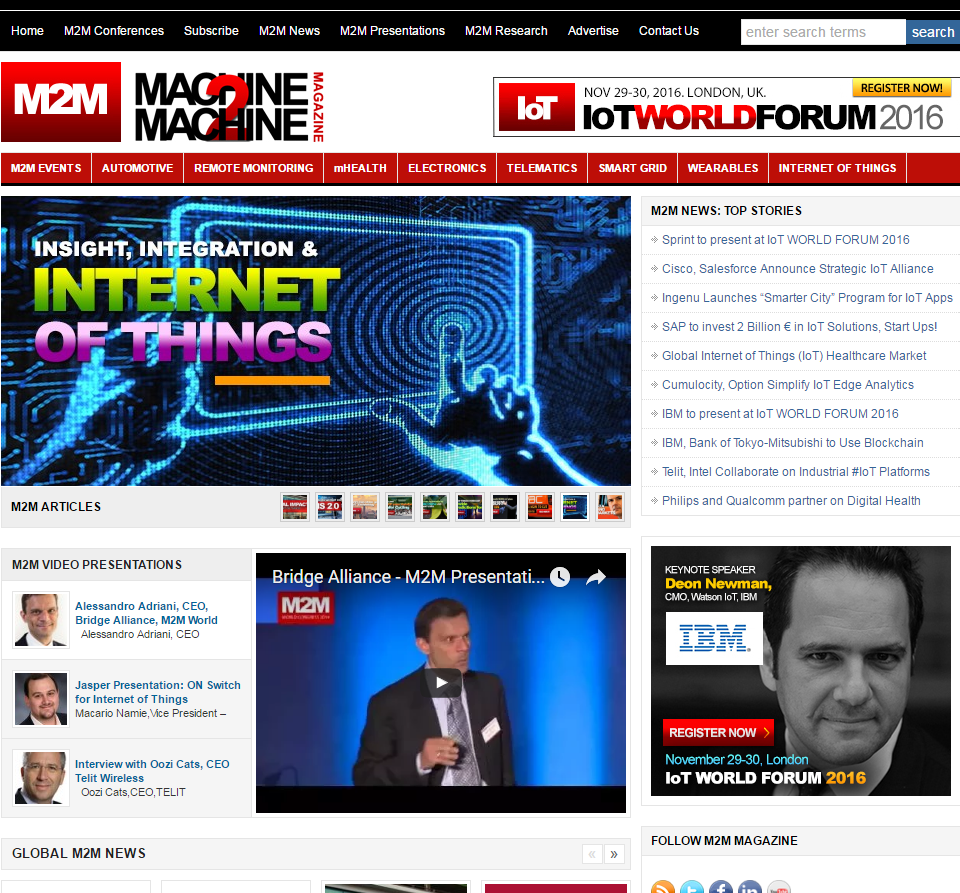 Home M2M Conferences Subscribe M2M News M2M Presentations M2M Research Advertise Contact Us enter search terms search
M2M MACHINE 2 MACHINE MAGAZINE
IoT NOV 29-30, 2016. LONDON, UK. REGISTER NOW!
IoTWORLDFORUM2016
M2M EVENTS AUTOMOTIVE REMOTE MONITORING mHEALTH ELECTRONICS TELEMATICS SMART GRID WEARABLES INTERNET OF THINGS
INSIGHT, INTEGRATION &
INTERNET
OF THINGS
M2M ARTICLES
M2M NEWS: TOP STORIES
Sprint to present at IoT WORLD FORUM 2016
Cisco, Salesforce Announce Strategic IoT Alliance
Ingenu Launches “Smarter City” Program for IoT Apps
SAP to invest 2 Billion € in IoT Solutions, Start Ups!
Global Internet of Things (IoT) Healthcare Market
Cumulocity, Option Simplify IoT Edge Analytics
IBM to present at IoT WORLD FORUM 2016
IBM, Bank of Tokyo-Mitsubishi to Use Blockchain
Telit, Intel Collaborate on Industrial #IoT Platforms
Philips and Qualcomm partner on Digital Health
M2M VIDEO PRESENTATIONS
Alessandro Adriani, CEO,
Bridge Alliance, M2M World
Alessandro Adriani, CEO
Jasper Presentation: ON Switch
for Internet of Things
Macario Namie,Vice President –
Interview with Oozi Cats, CEO
Telit Wireless
Oozi Cats,CEO,TELIT
Bridge Alliance - M2M Presentati...
M2M
KEYNOTE SPEAKER
Deon Newman,
CMO, Watson IoT, IBM
IBM
REGISTER NOW
November 29-30, London
IoT WORLD FORUM 2016
GLOBAL M2M NEWS « »
FOLLOW M2M MAGAZINE